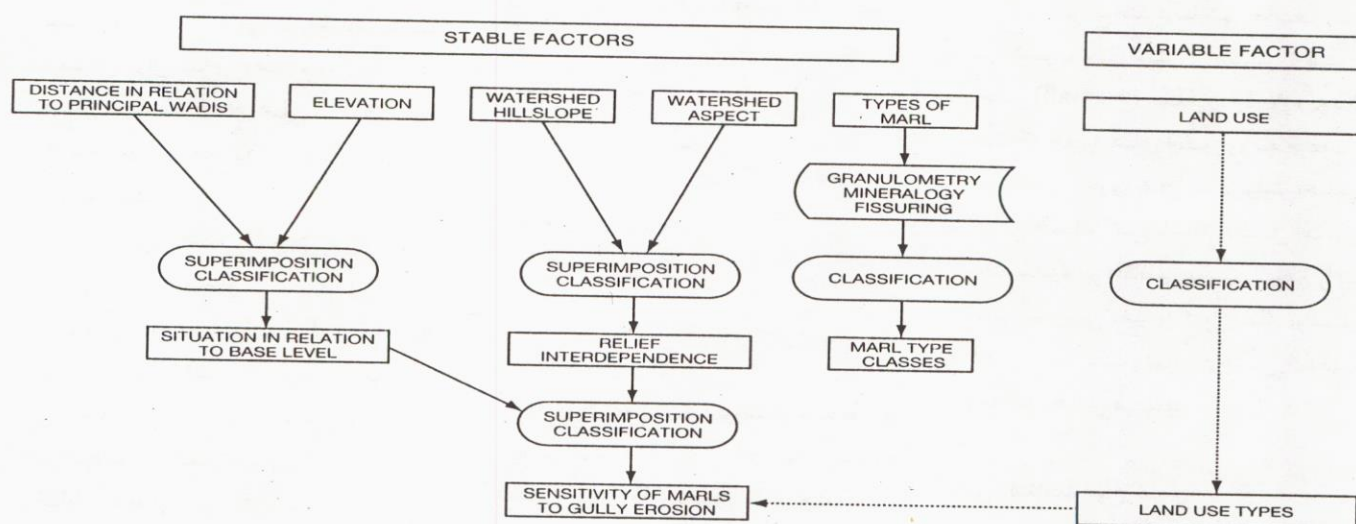 STABLE FACTORS
VARIABLE FACTOR
DISTANCE IN RELATION
TO PRINCIPAL WADIS
ELEVATION
WATERSHED
HILLSLOPE
WATERSHED
ASPECT
TYPES OF
MARL
LAND USE
GRANULOMETRY
MINERALOGY
FISSURING
SUPERIMPOSITION
CLASSIFICATION
SUPERIMPOSITION
CLASSIFICATION
CLASSIFICATION
CLASSIFICATION
SITUATION IN RELATION
TO BASE LEVEL
RELIEF
INTERDEPENDENCE
MARL TYPE
CLASSES
SUPERIMPOSITION
CLASSIFICATION
SENSITIVITY OF MARLS
TO GULLY EROSION
LAND USE TYPES